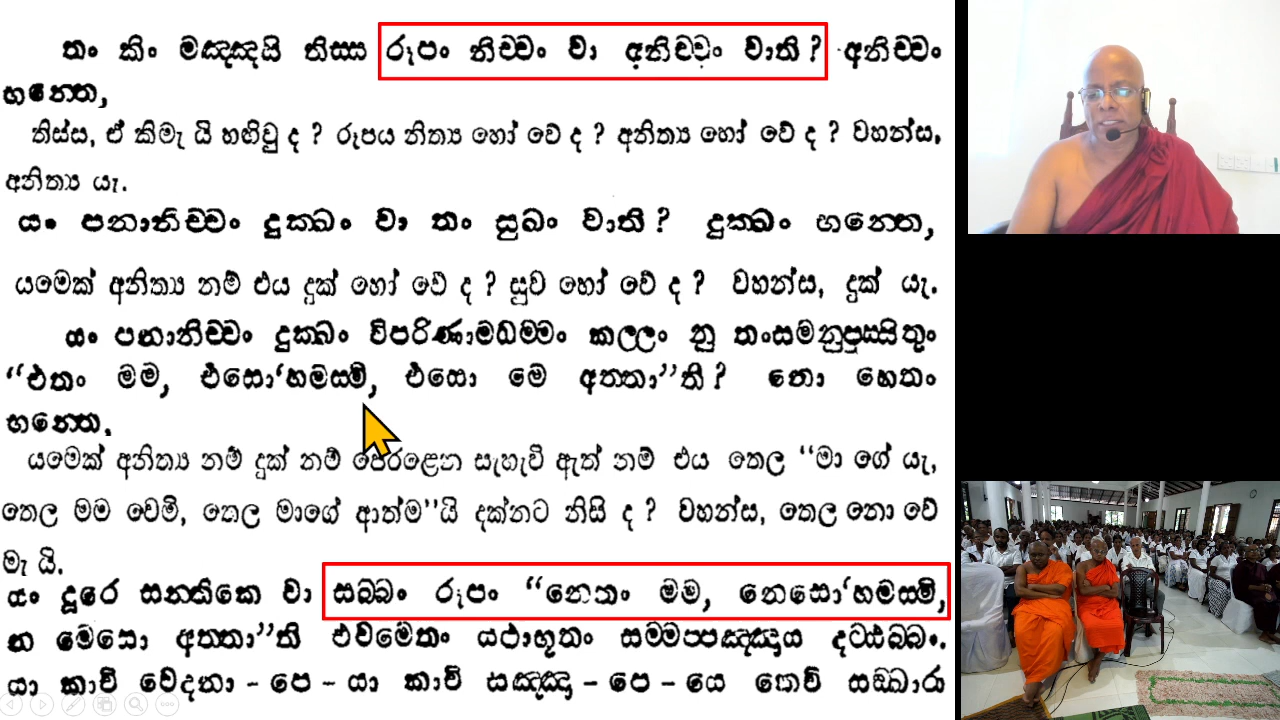 තං කිං මඤ්ඤයි තිස්ස රූපං නිච්චං වා අනිච්චං වාති? අනිච්චං
භන්තෙ,
තිස්ස, ඒ කිමැ යි හඟිවු ද ? රූපය නිත්‍ය හෝ වේ ද ? අනිත්‍ය හෝ වේ ද ? වහන්ස,
අනිත්‍ය යැ.
යං පනානිච්චං දුක්ඛං වා තං සුඛං වාති? දුක්ඛං භන්තෙ,
යමෙක් අනිත්‍ය නම් එය දුක් හෝ වේ ද ? සුව හෝ වේ ද ? වහන්ස, දුක් යැ.
යං පනානිච්චං දුක්ඛං විපරිණාමධම්මං කල්ලං නු තංසමනුපස්සිතුං
“එතං මම, එසො‘හමස්මි, එසො මෙ අත්තා”ති? නො හෙතං
භන්තෙ.
යමෙක් අනිත්‍ය නම් දුක් නම් පෙරළෙන සැහැවි ඇත් නම් එය තෙල “මා ගේ යැ,
තෙල මම වෙමි, තෙල මාගේ ආත්ම”යි දක්නට නිසි ද ? වහන්ස, තෙල නො වේ
මැ යි.
යං දූරෙ සන්තිකෙ වා සබ්බං රූපං “නෙතං මම, නෙසො‘හමස්මි,
න මෙසො අත්තා”ති එවමෙතං යථාභූතං සම්මප්පඤ්ඤාය දට්ඨබ්බං.
යා කාචි වේදනා – පෙ – යා කාචි සඤ්ඤා – පෙ – යෙ කෙචි සඞ්ඛාරා